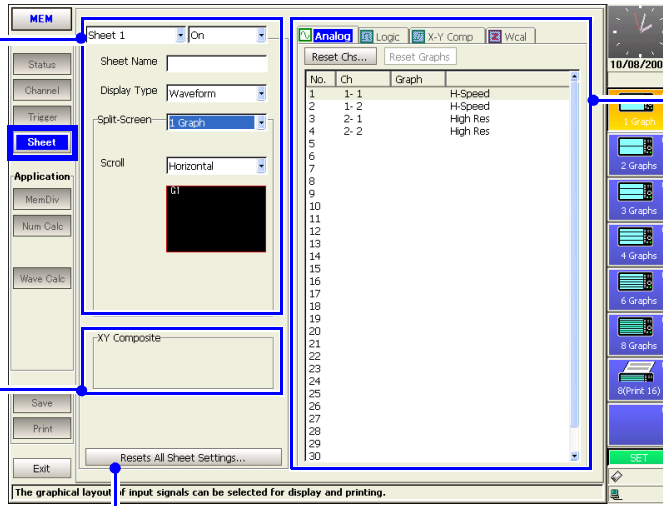 MEM
Status
Channel
Trigger
Sheet
Application
MemDiv
Num Calc
Wave Calc
Save
Print
Exit
Sheet 1
On
Sheet Name
Display Type
Waveform
Split-Screen
1 Graph
Scroll
Horizontal
G1
XY Composite
Resets All Sheet Settings...
Analog
Logic
X-Y Comp
Wcal
Reset Chs...
Reset Graphs
No. Ch Graph
1 1- 1 H-Speed
2 1- 2 H-Speed
3 2- 1 High Res
4 2- 2 High Res
5
6
7
8
9
10
11
12
13
14
15
16
17
18
19
20
21
22
23
24
25
26
27
28
29
30
10/08/200
1 Graph
2 Graphs
3 Graphs
4 Graphs
6 Graphs
8 Graphs
8(Print 16)
SET
The graphical layout of input signals can be selected for display and printing.